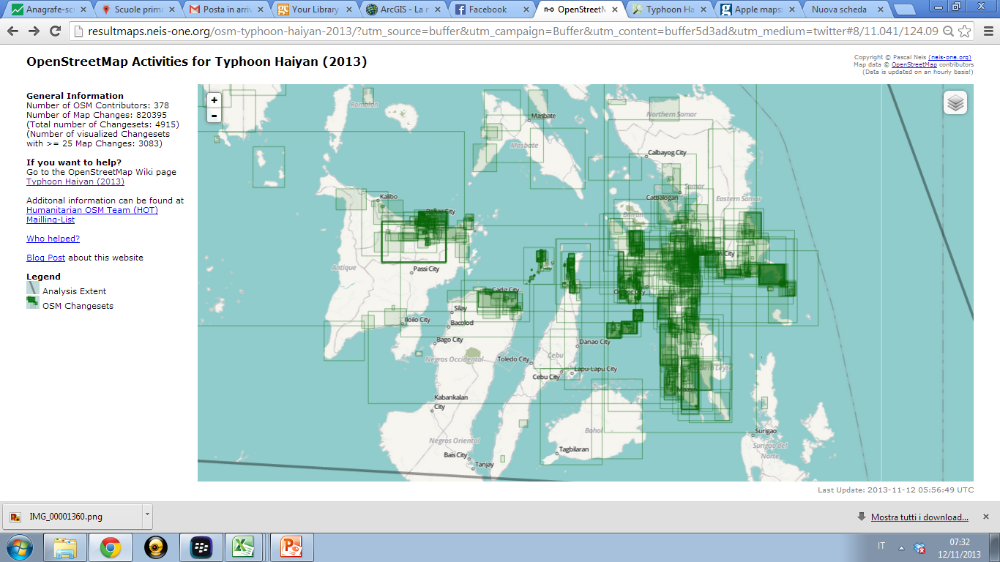 Anagrafe-sc
Scuole prima
Posta in arriv
Your Library
ArcGIS - La n
Facebook
OpenStreetM
Typhoon Ha
Apple maps:
Nuova scheda
resultmaps.neis-one.org/osm-typhoon-haiyan-2013/?utm_source=buffer&utm_campaign=Buffer&utm_content=buffer5d3ad&utm_medium=twitter#8/11.041/124.09
OpenStreetMap Activities for Typhoon Haiyan (2013)
Copyright © Pascal Neis (neis-one.org)
Map data © OpenStreetMap contributors
(Data is updated on an hourly basis!)
General Information
Number of OSM Contributors: 378
Number of Map Changes: 820395
(Total number of Changesets: 4915)
(Number of visualized Changesets
with >= 25 Map Changes: 3083)
If you want to help?
Go to the OpenStreetMap Wiki page
Typhoon Haiyan (2013)
Additonal information can be found at
Humanitarian OSM Team (HOT)
Mailling-List
Who helped?
Blog Post about this website
Legend
Analysis Extent
OSM Changesets
+
-
Romblon
Masbate
Masbate
Northern Samar
Calbayog City
Samar
Catbalogan
Eastern Samar
Biliran
Kalibo
Antique
Passi City
Cadiz City
Silay
Iloilo City
Bacolod
Bago City
Negros Occidental
Toledo City
Cebu
Danao City
Lapu-Lapu City
Cebu City
Maasin
Kabankalan
City
Negros Oriental
Bohol
Tagbilaran
Bais City
Tanjay
Surigao
Surigao del
Norte
Last Update: 2013-11-12 05:56:49 UTC
IMG_00001360.png
Mostra tutti i download...
IT
07:32
12/11/2013